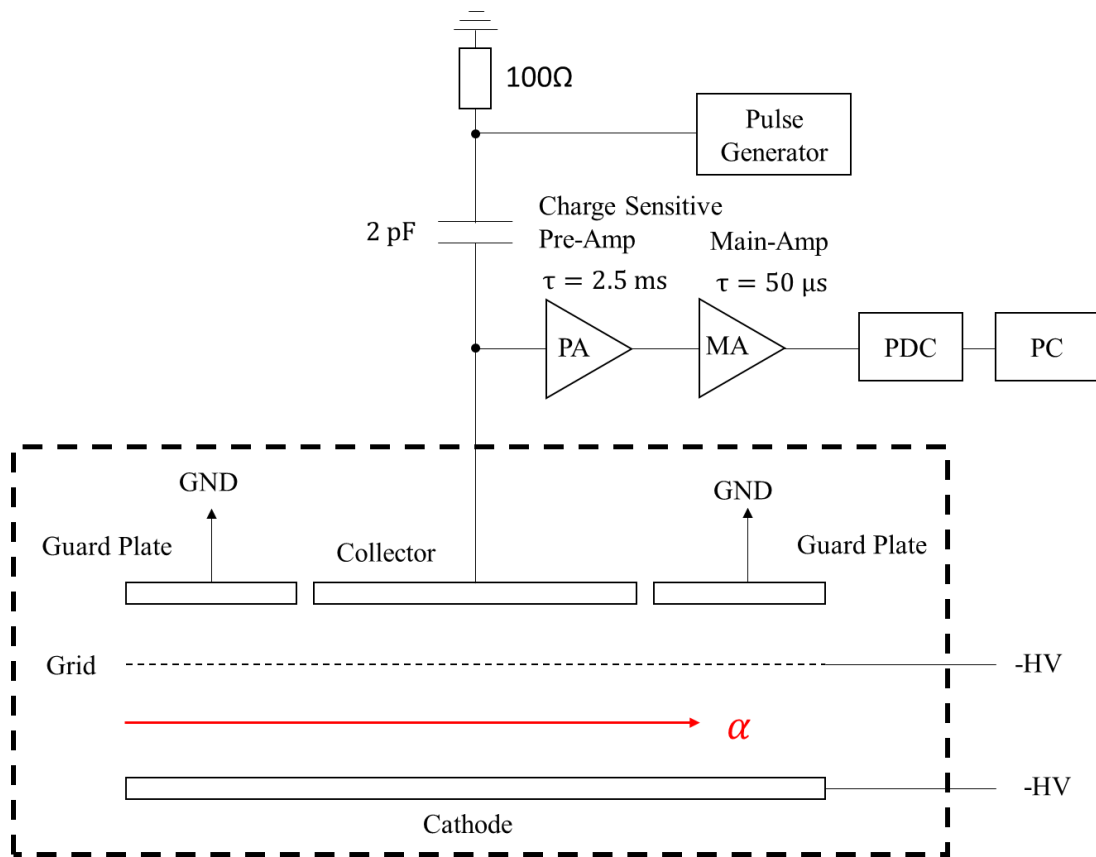 100Ω
Pulse
Generator
2 pF
Charge Sensitive
Pre-Amp
τ = 2.5 ms
Main-Amp
τ = 50 μs
PA
MA
PDC
PC
GND
GND
Guard Plate
Collector
Guard Plate
Grid
-HV
α
-HV
Cathode